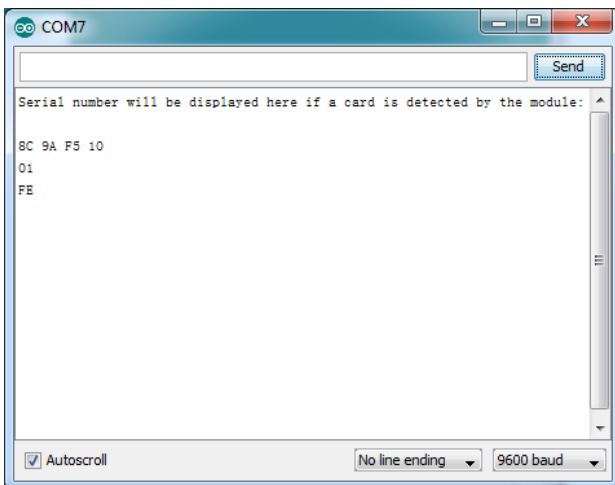 COM7
Send
Serial number will be displayed here if a card is detected by the module:
8C 9A F5 10
01
FE
Autoscroll
No line ending
9600 baud